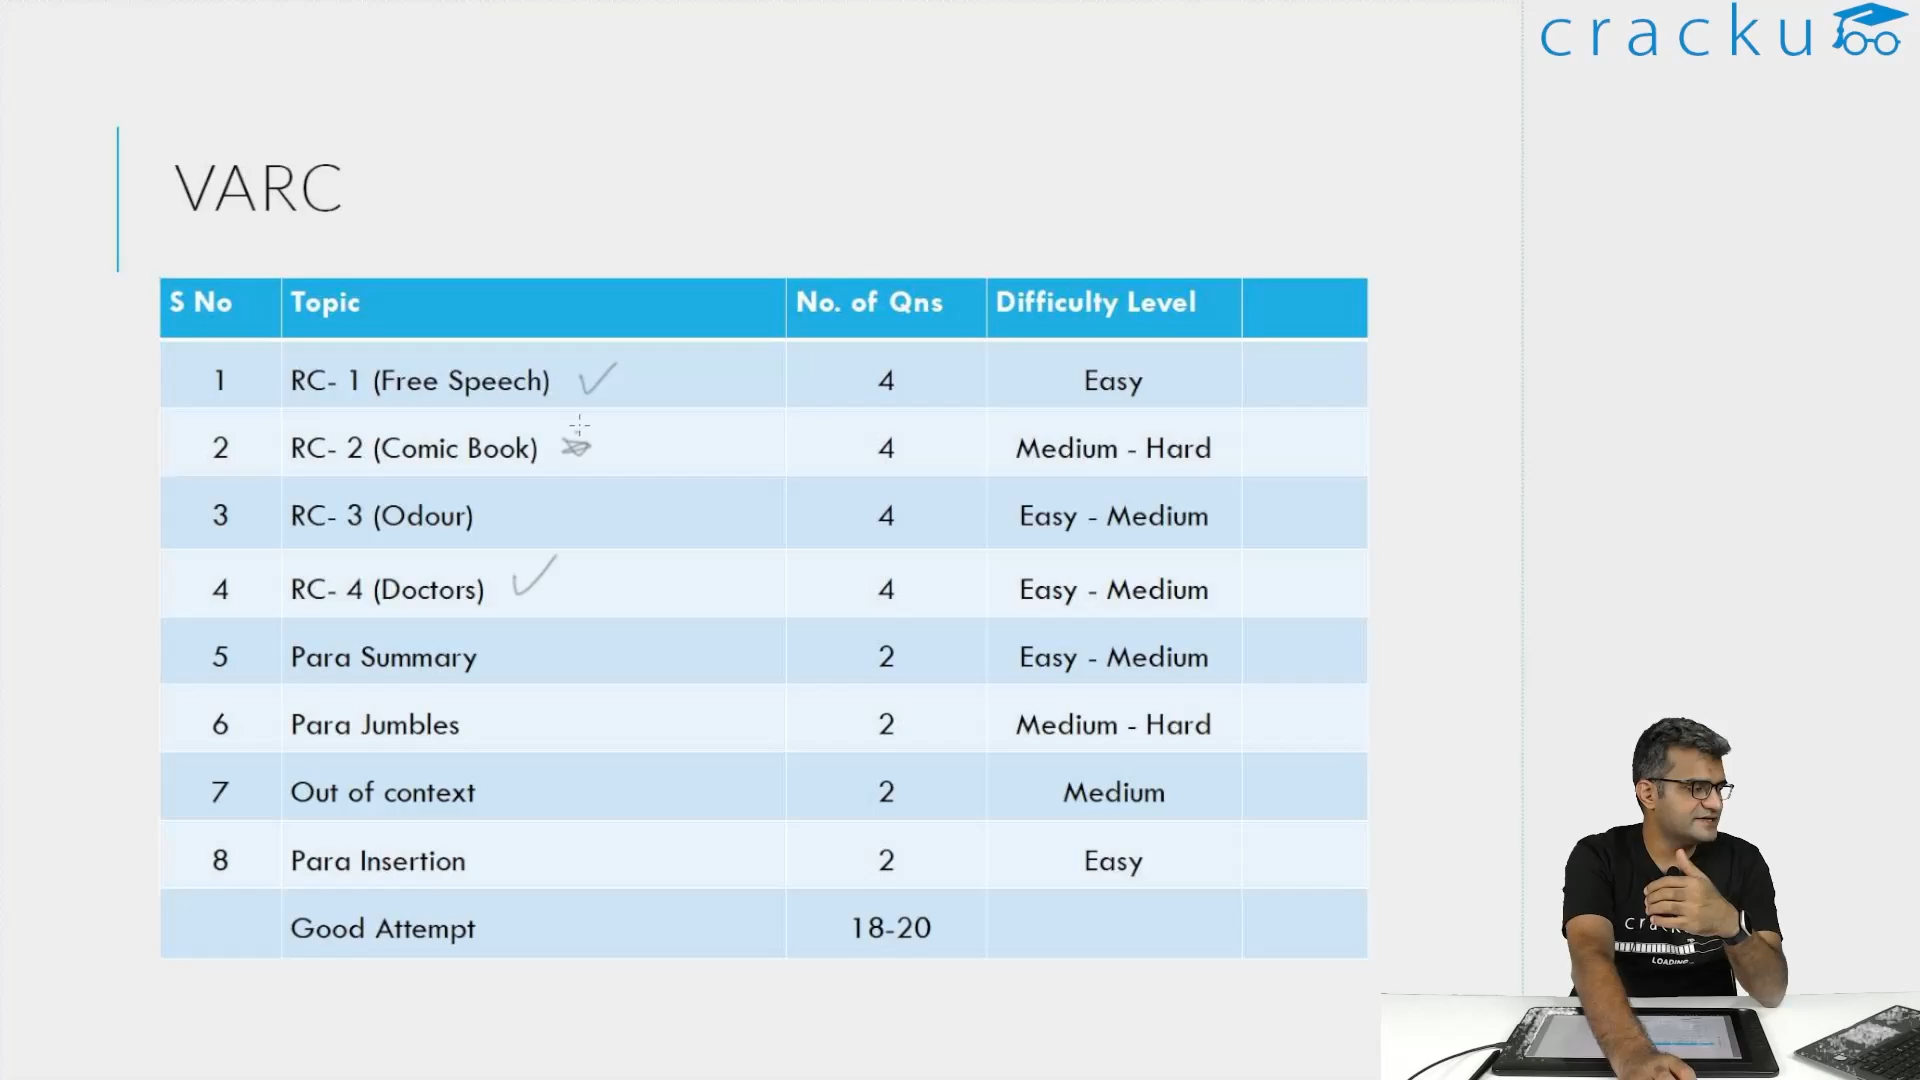 cracku
VARC
S No Topic No. of Qns Difficulty Level
1 RC- 1 (Free Speech) 4 Easy
2 RC- 2 (Comic Book) 4 Medium - Hard
3 RC- 3 (Odour) 4 Easy - Medium
4 RC- 4 (Doctors) 4 Easy - Medium
5 Para Summary 2 Easy - Medium
6 Para Jumbles 2 Medium - Hard
7 Out of context 2 Medium
8 Para Insertion 2 Easy
Good Attempt 18-20